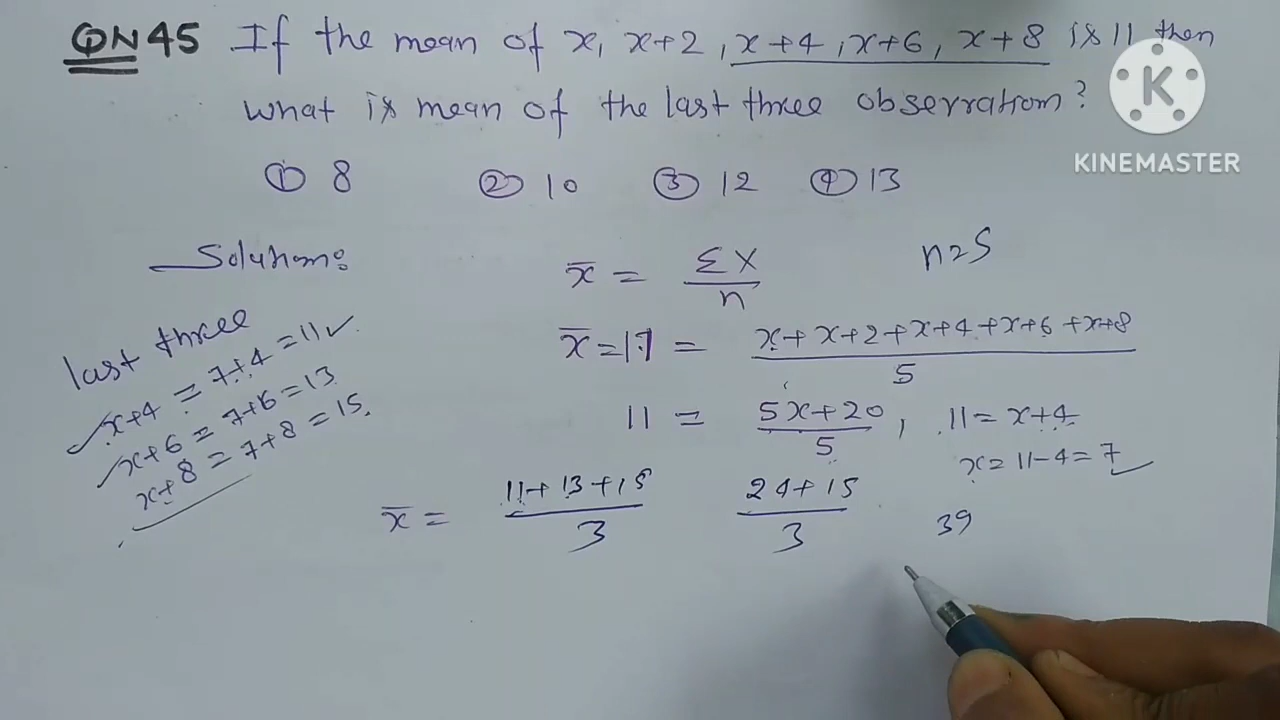 QN 45 If the mean of x, x+2, x+4, x+6, x+8 is 11 then
what is mean of the last three observation?
① 8 ② 10 ③ 12 ④ 13
Solution:
x̄ = ΣX/n n=5
x̄ = 11 = x+x+2+x+4+x+6+x+8/5
11 = 5x+20/5, 11 = x+4
x = 11-4 = 7
last three
x+4 = 7+4 = 11 ✓
x+6 = 7+6 = 13
x+8 = 7+8 = 15
x̄ = 11+13+15/3 24+15/3 39
K
KINEMASTER